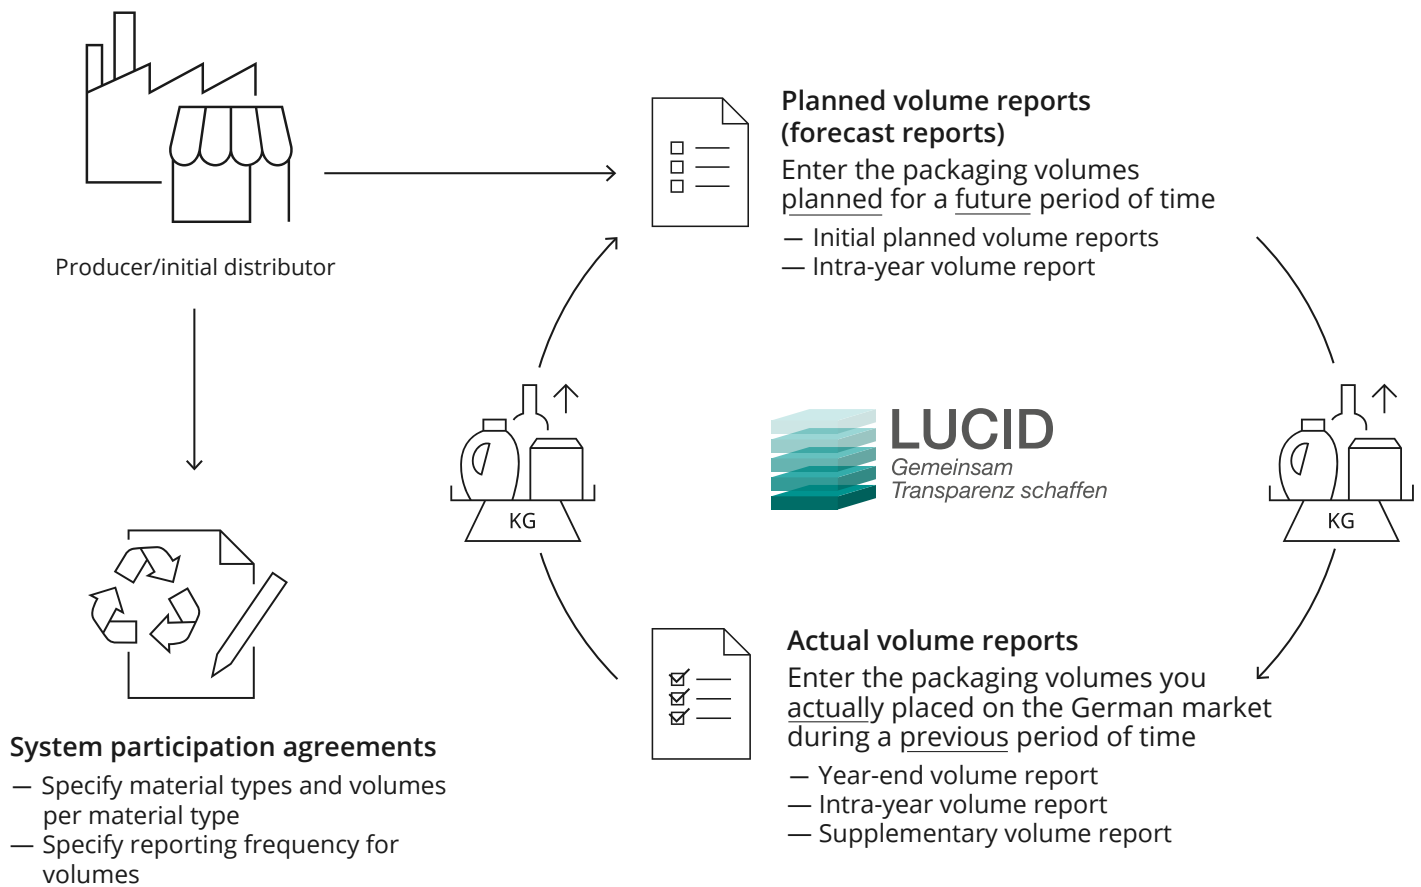 Producer/initial distributor
System participation agreements
— Specify material types and volumes
per material type
— Specify reporting frequency for
volumes
Planned volume reports
(forecast reports)
Enter the packaging volumes
planned for a future period of time
— Initial planned volume reports
— Intra-year volume report
KG
LUCID
Gemeinsam
Transparenz schaffen
KG
Actual volume reports
Enter the packaging volumes you
actually placed on the German market
during a previous period of time
— Year-end volume report
— Intra-year volume report
— Supplementary volume report